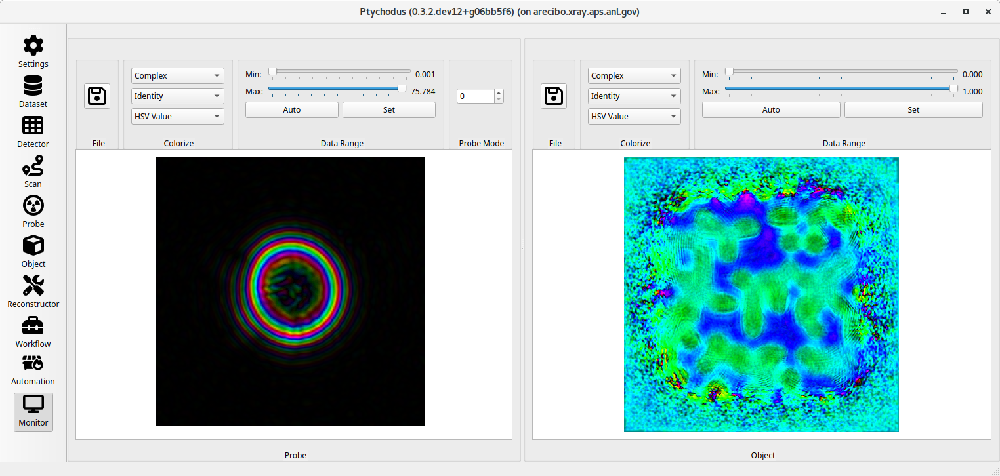 Ptychodus (0.3.2.dev12+g06bb5f6) (on arecibo.xray.aps.anl.gov)
Settings
Dataset
Detector
Scan
Probe
Object
Reconstructor
Workflow
Automation
Monitor
File
Complex
Identity
HSV Value
Colorize
Min: 0.001
Max: 75.784
Auto Set
Data Range
0
Probe Mode
Probe
File
Complex
Identity
HSV Value
Colorize
Min: 0.000
Max: 1.000
Auto Set
Data Range
Object